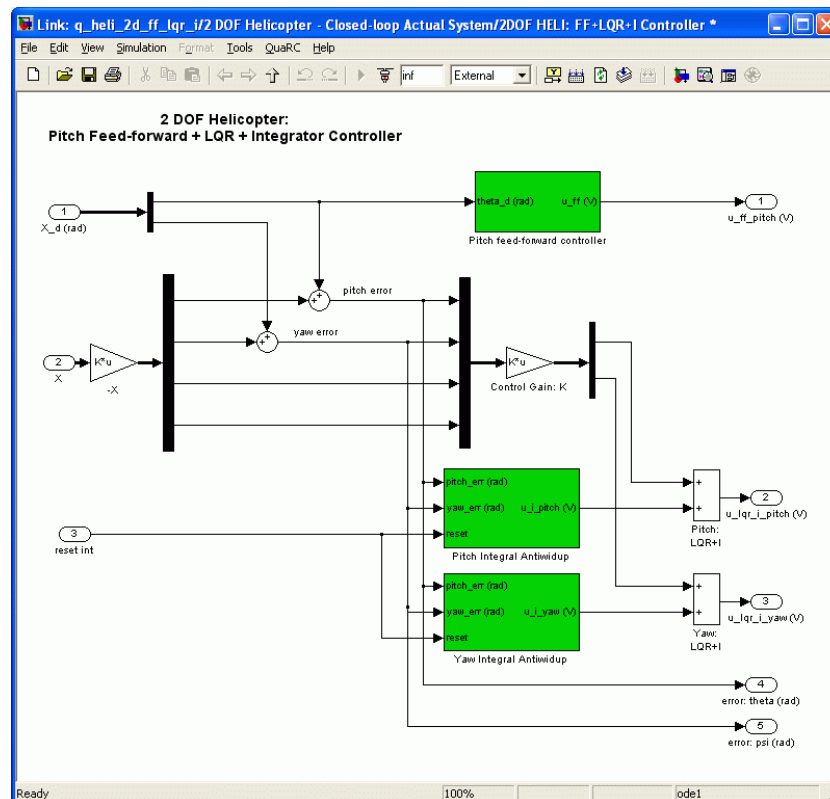 Link: q_heli_2d_ff_lqr_i/2 DOF Helicopter - Closed-loop Actual System/2DOF HELI: FF+LQR+I Controller *
File Edit View Simulation Format Tools QuaRC Help
inf External
2 DOF Helicopter:
Pitch Feed-forward + LQR + Integrator Controller
1
X_d (rad)
theta_d (rad) u_ff (V)
Pitch feed-forward controller
1
u_ff_pitch (V)
pitch error
yaw error
2
X
K*u
-X
K*u
Control Gain: K
pitch_err (rad)
yaw_err (rad) u_i_pitch (V)
reset
Pitch Integral Antiwidup
Pitch:
LQR+I
2
u_lqr_i_pitch (V)
3
reset int
pitch_err (rad)
yaw_err (rad) u_i_yaw (V)
reset
Yaw Integral Antiwidup
Yaw:
LQR+I
3
u_lqr_i_yaw (V)
4
error: theta (rad)
5
error: psi (rad)
Ready 100% ode1